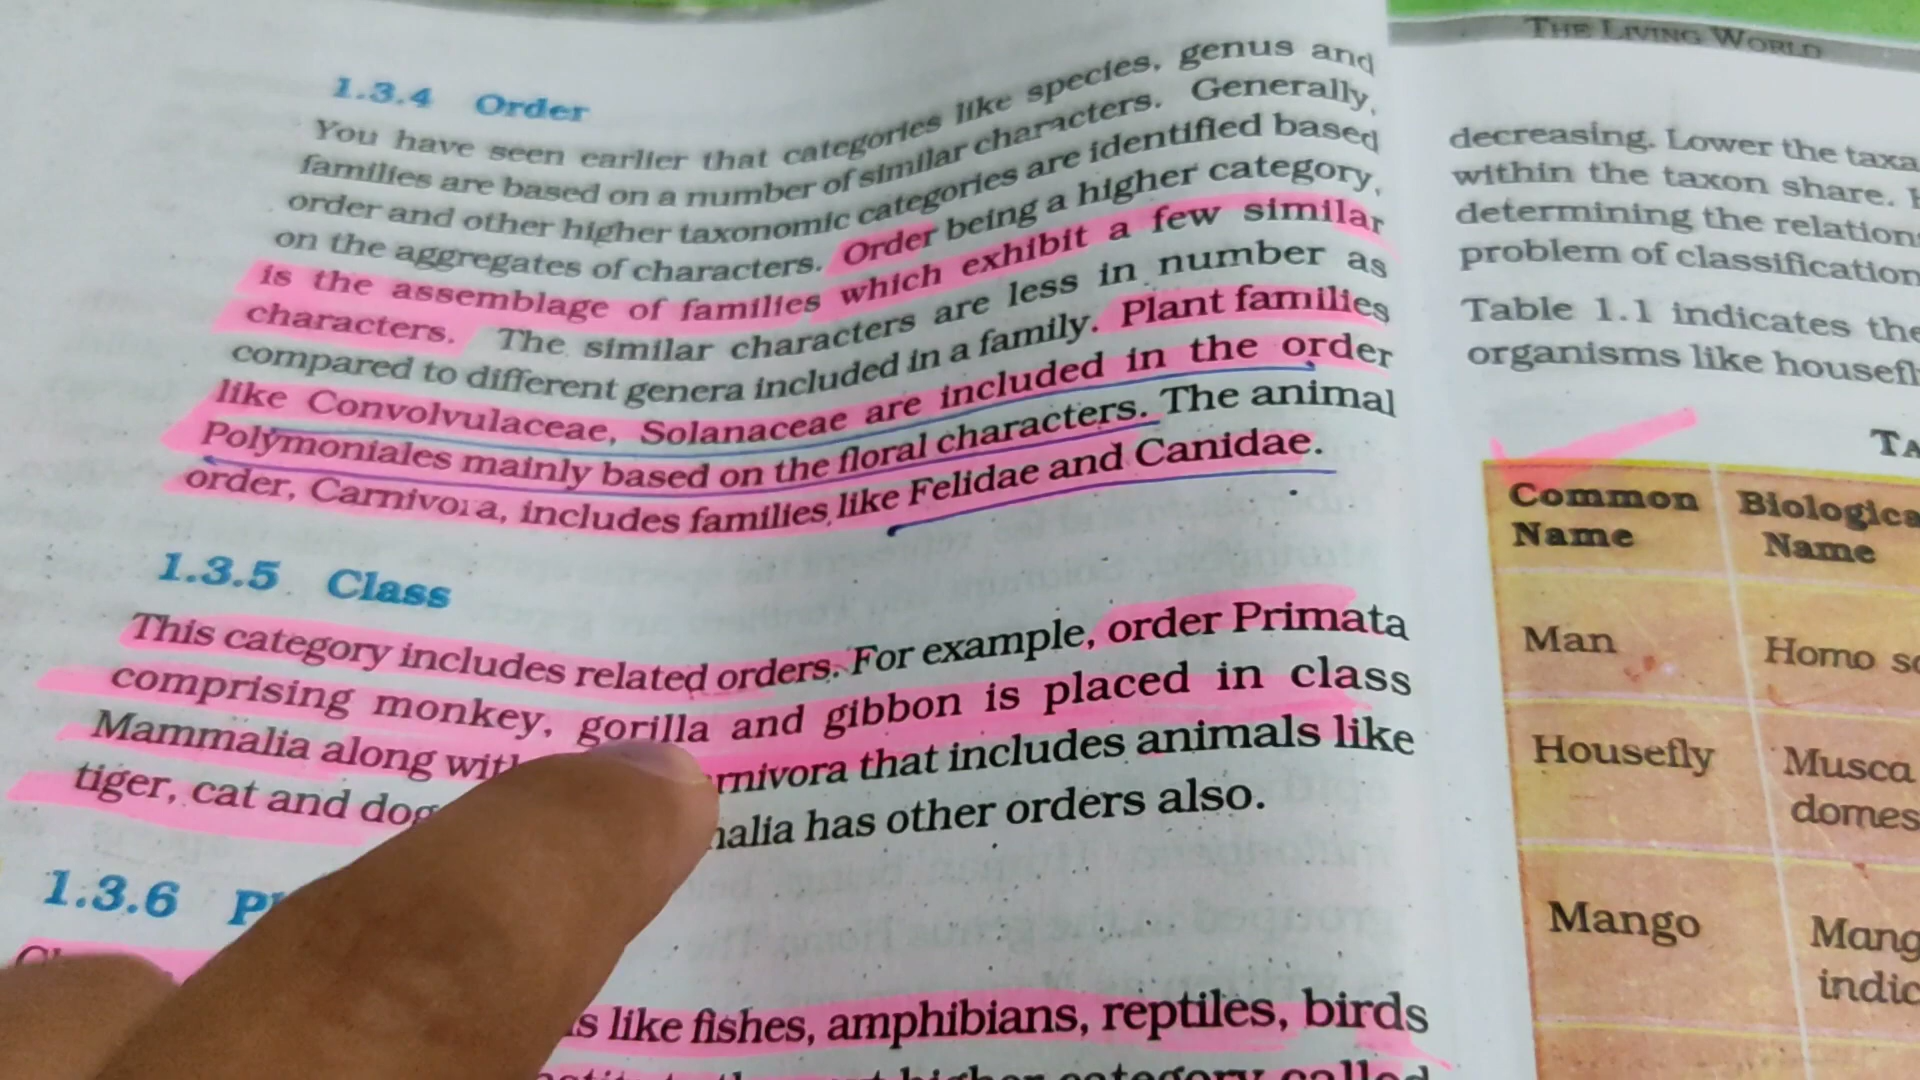 1.3.4 Order
You have seen earlier that categories like species, genus and
families are based on a number of similar characters. Generally,
order and other higher taxonomic categories are identified based
on the aggregates of characters. Order being a higher category,
is the assemblage of families which exhibit a few similar
characters. The similar characters are less in number as
compared to different genera included in a family. Plant families
like Convolvulaceae, Solanaceae are included in the order
Polymoniales mainly based on the floral characters. The animal
order, Carnivora, includes families like Felidae and Canidae.
1.3.5 Class
This category includes related orders. For example, order Primata
comprising monkey, gorilla and gibbon is placed in class
Mammalia along with rnivora that includes animals like
tiger, cat and dog alia has other orders also.
1.3.6
s like fishes, amphibians, reptiles, birds
higher category called
THE LIVING WORLD
decreasing. Lower the taxa
within the taxon share.
determining the relation
problem of classification
Table 1.1 indicates the
organisms like housefl
TA
Common Name
Biologica
Name
Man
Homo
Housefly
Musca
domes
Mango
Mang
indic